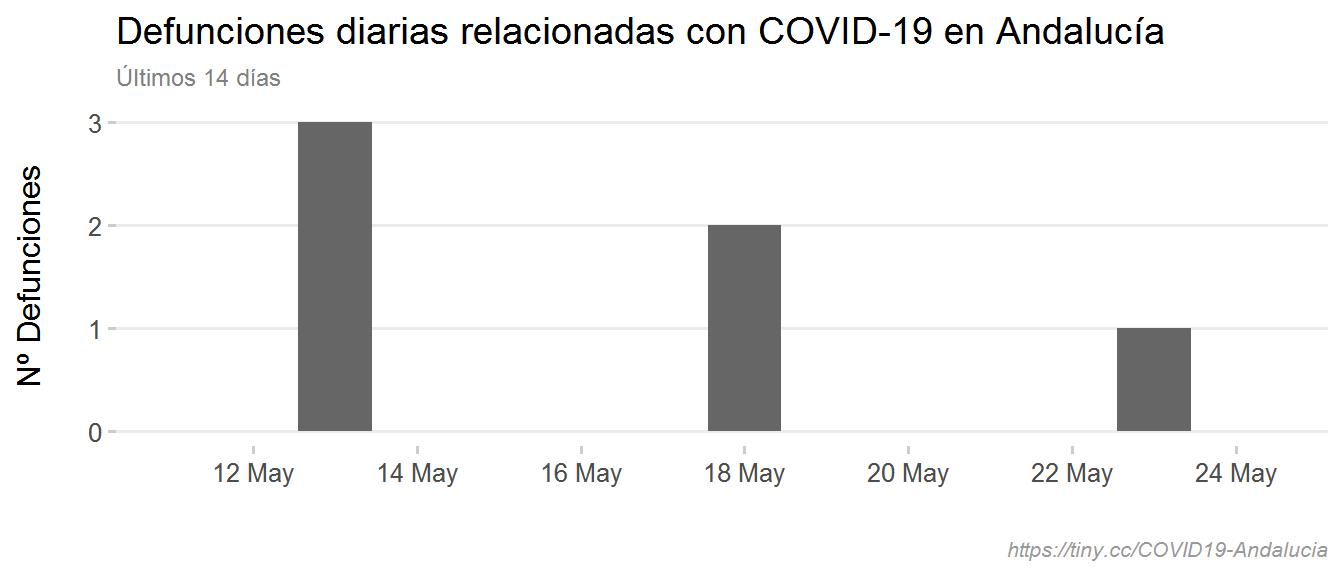 Defunciones diarias relacionadas con COVID-19 en Andalucía
Últimos 14 días
Nº Defunciones
3
2
1
0
12 May 14 May 16 May 18 May 20 May 22 May 24 May
https://tiny.cc/COVID19-Andalucia